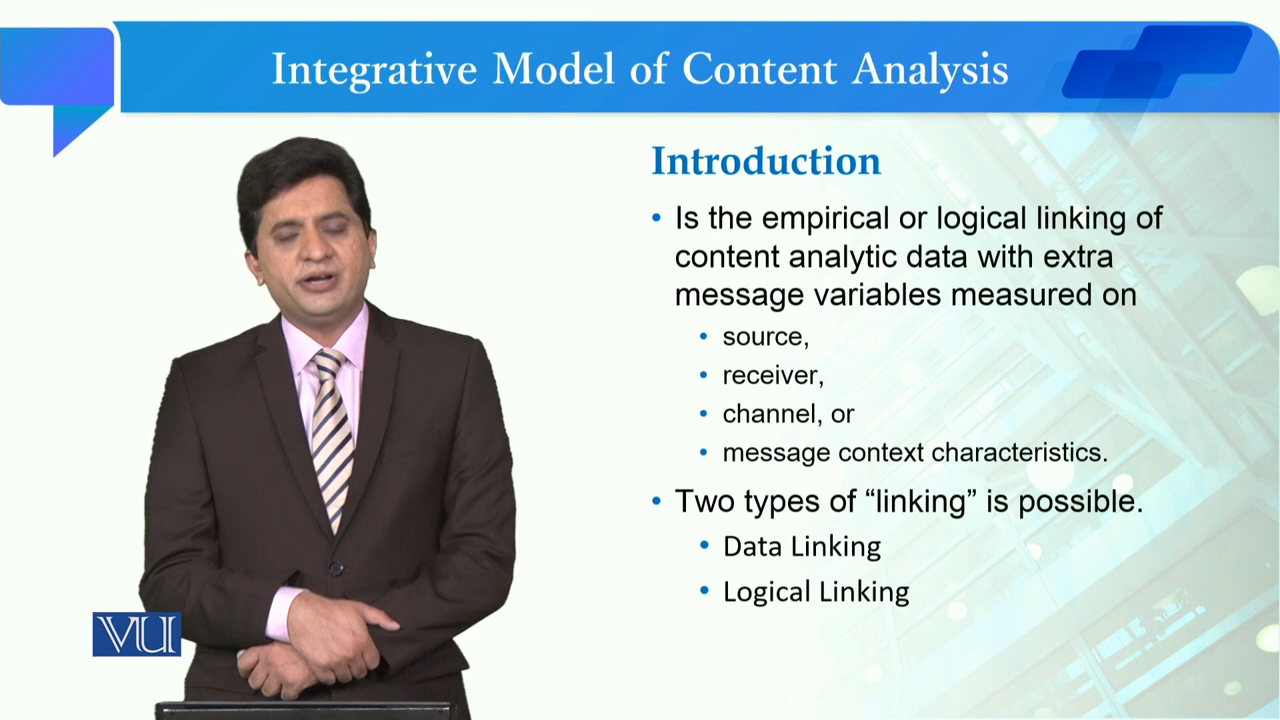 Integrative Model of Content Analysis
Introduction
• Is the empirical or logical linking of
content analytic data with extra
message variables measured on
• source,
• receiver,
• channel, or
• message context characteristics.
• Two types of “linking” is possible.
• Data Linking
• Logical Linking
VU